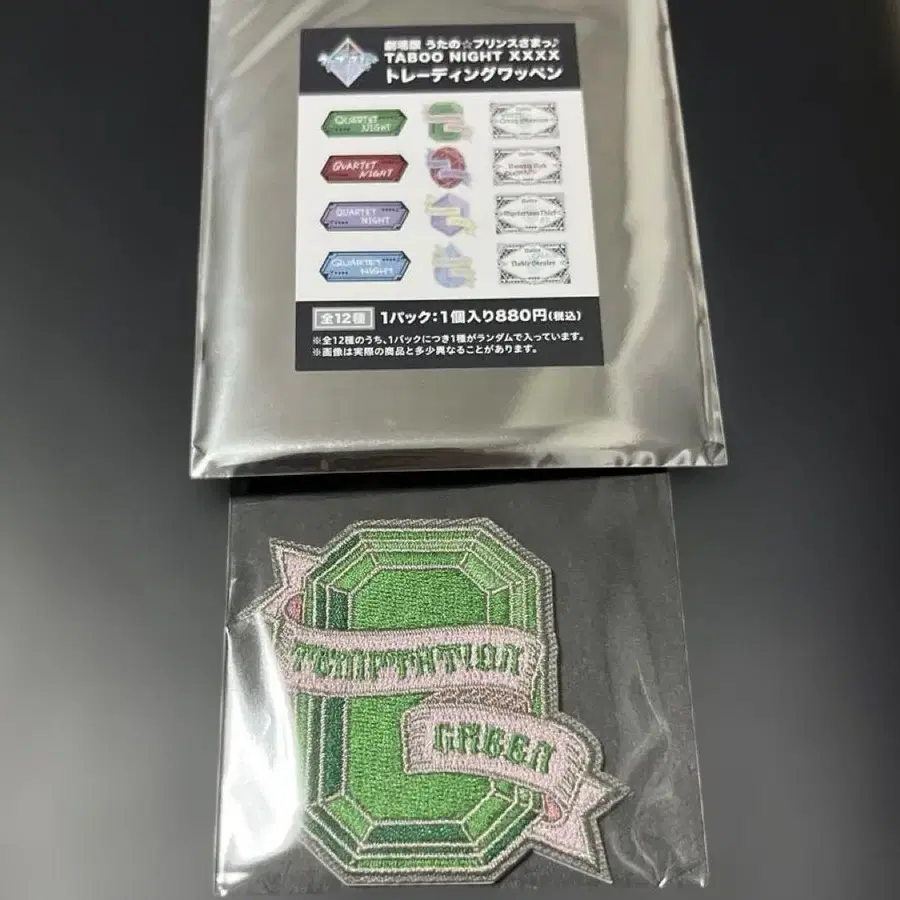 劇場版 うたの☆プリンスさまっ♪
TABOO NIGHT XXXX
トレーディングワッペン
QUARTET NIGHT
QUARTET NIGHT
QUARTET NIGHT
QUARTET NIGHT
全12種 1パック:1個入り880円(税込)
※全12種のうち、1パックにつき1種がランダムで入っています。
※画像は実際の商品と多少異なることがあります。
TEMPTATION
GREEN